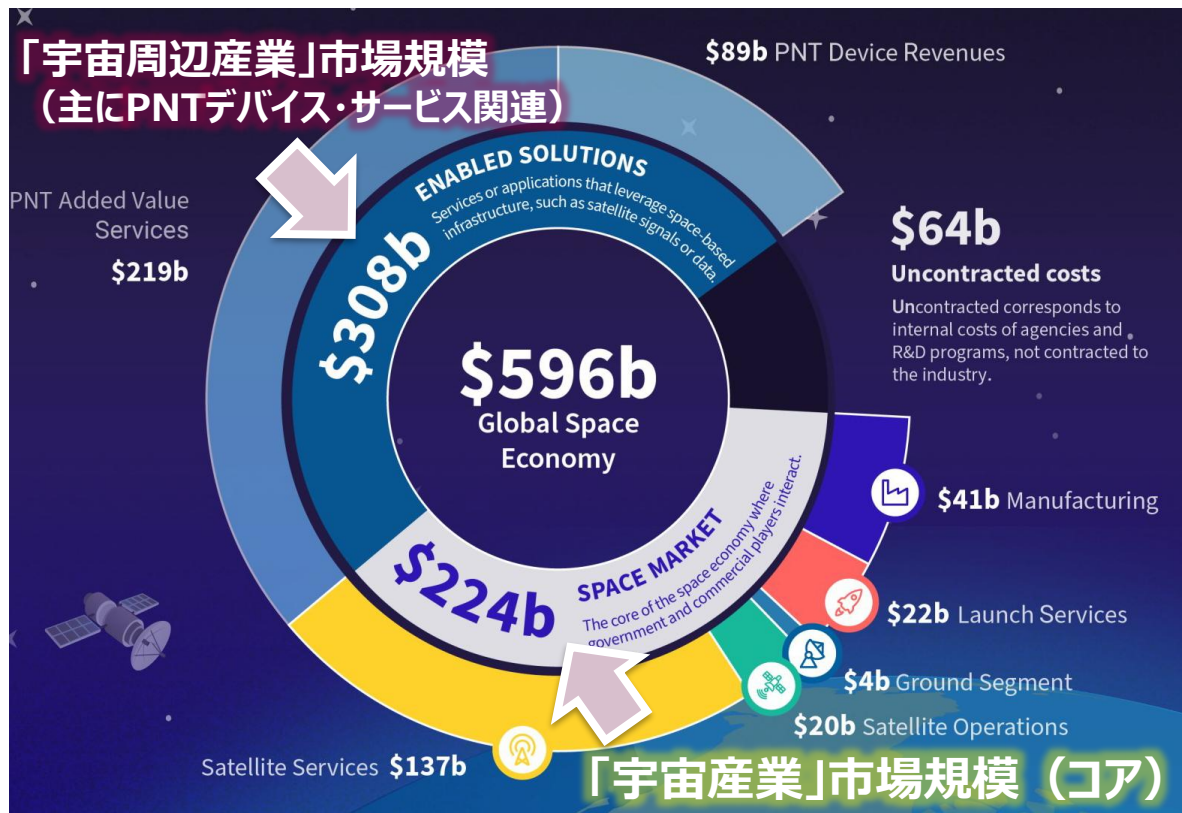 「宇宙周辺産業」市場規模
（主にPNTデバイス・サービス関連）
$89b PNT Device Revenues
PNT Added Value
Services
$219b
ENABLED SOLUTIONS
Services or applications that leverage space-based
infrastructure, such as satellite signals or data.
$308b
$64b
Uncontracted costs
Uncontracted corresponds to
internal costs of agencies and
R&D programs, not contracted to
the industry.
$596b
Global Space
Economy
$224b
SPACE MARKET
The core of the space economy where
government and commercial players interact.
$41b Manufacturing
$22b Launch Services
$4b Ground Segment
$20b Satellite Operations
Satellite Services $137b
「宇宙産業」市場規模（コア）